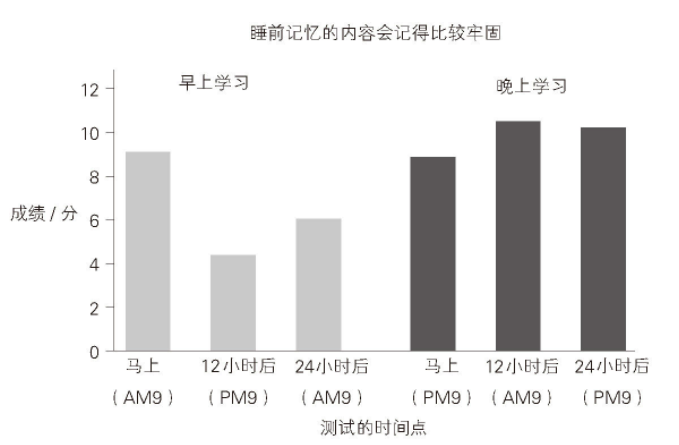 睡前记忆的内容会记得比较牢固
早上学习
晚上学习
12
10
8
成绩 / 分
6
4
2
0
马上
12小时后
24小时后
马上
12小时后
24小时后
（AM9）
（PM9）
（AM9）
（PM9）
（AM9）
（PM9）
测试的时间点